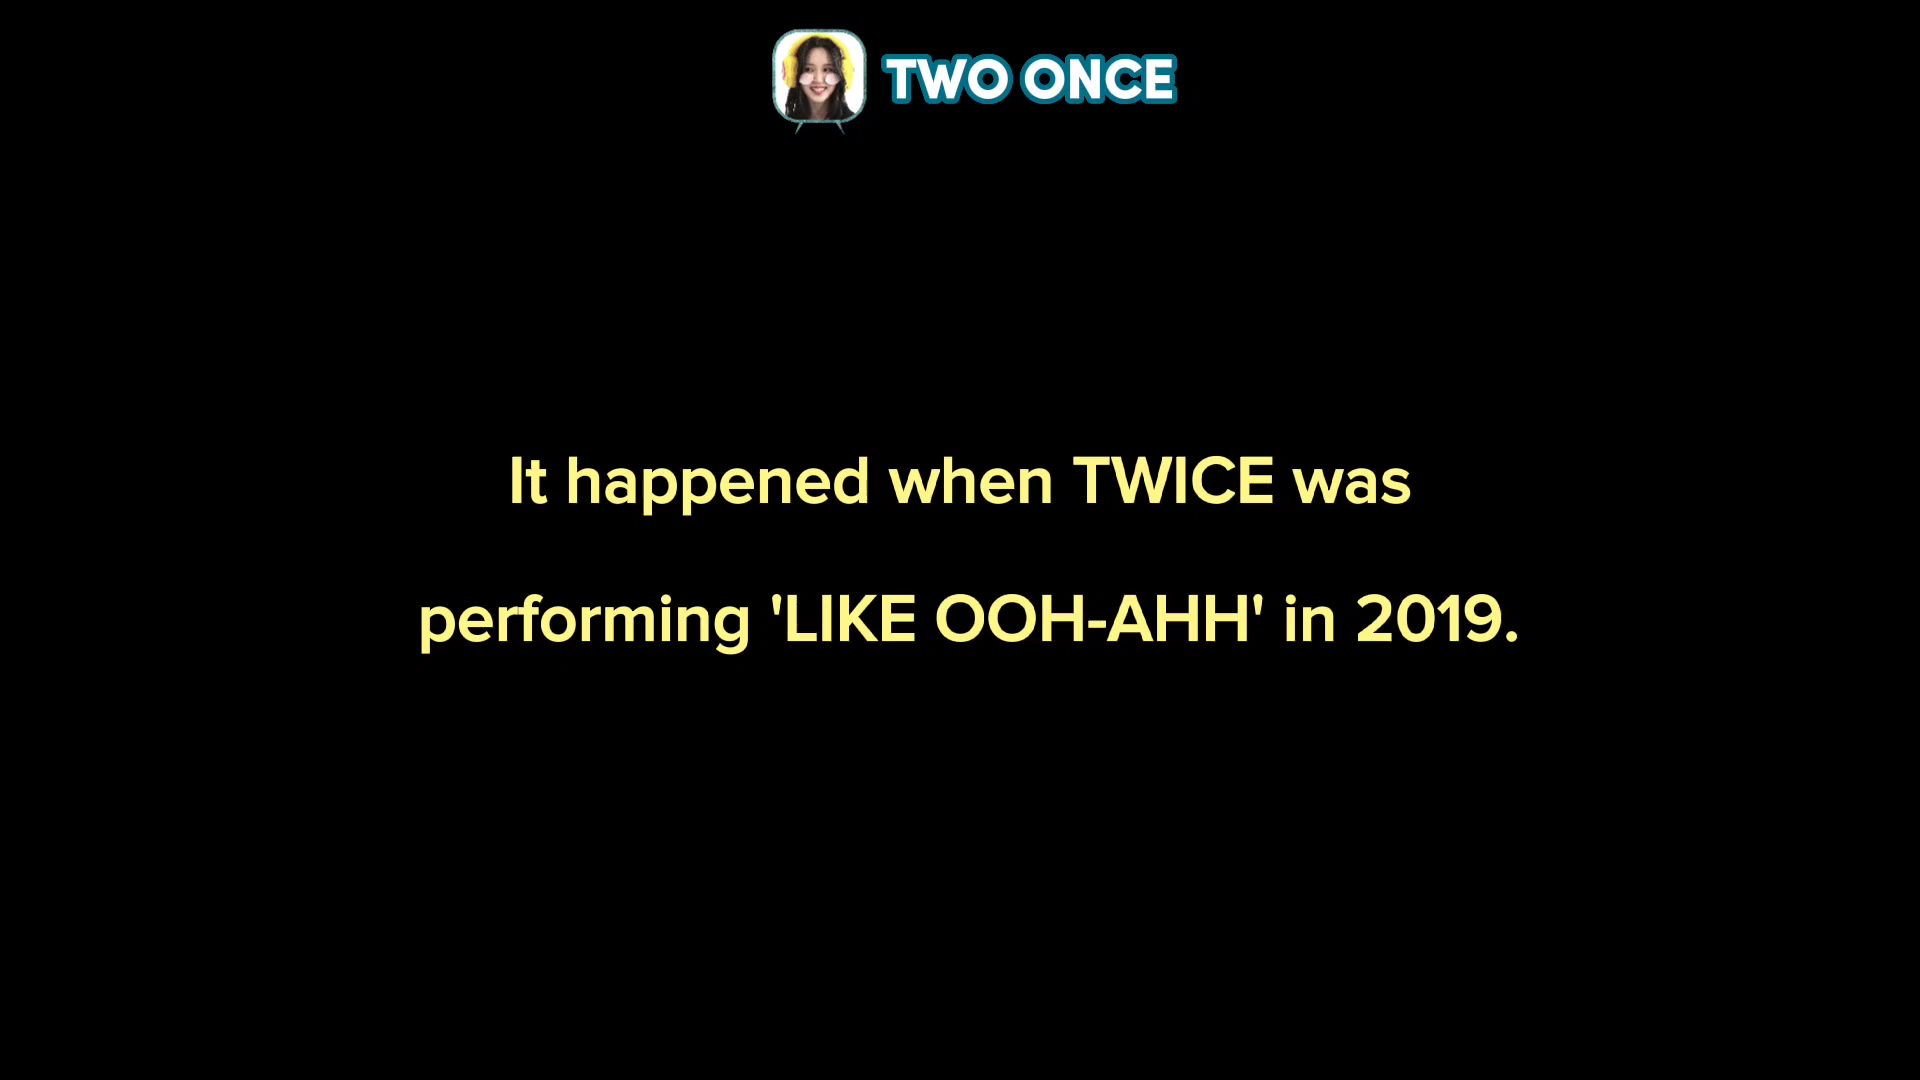 TWO ONCE
It happened when TWICE was
performing 'LIKE OOH-AHH' in 2019.